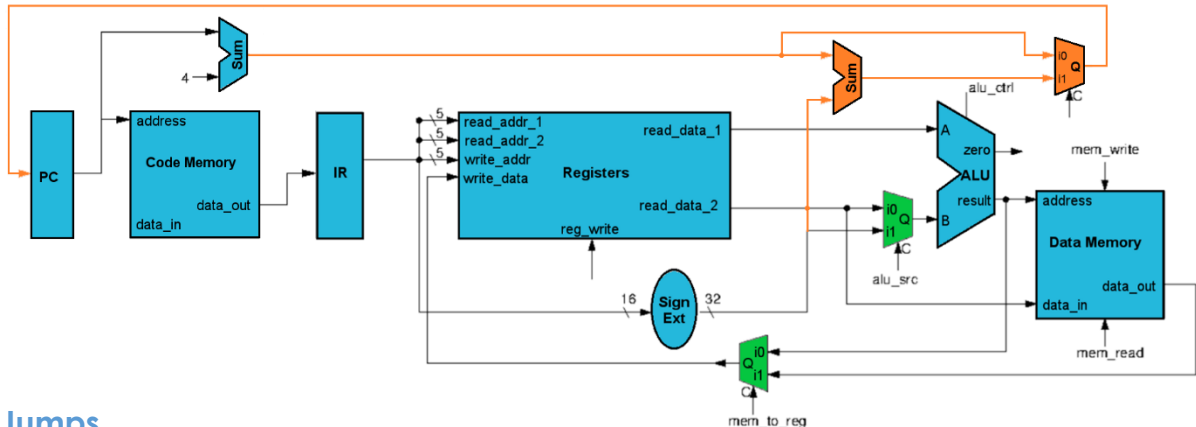 Sum
4
Sum
i0
i1
Q
C
alu_ctrl
PC
address
Code Memory
data_out
data_in
IR
5
5
5
read_addr_1
read_addr_2
write_addr
write_data
Registers
read_data_1
read_data_2
reg_write
i0
i1
Q
C
alu_src
A
zero
ALU
result
B
mem_write
address
Data Memory
data_out
data_in
mem_read
16
Sign
Ext
32
i0
Q
i1
C
mem_to_reg
Jumps